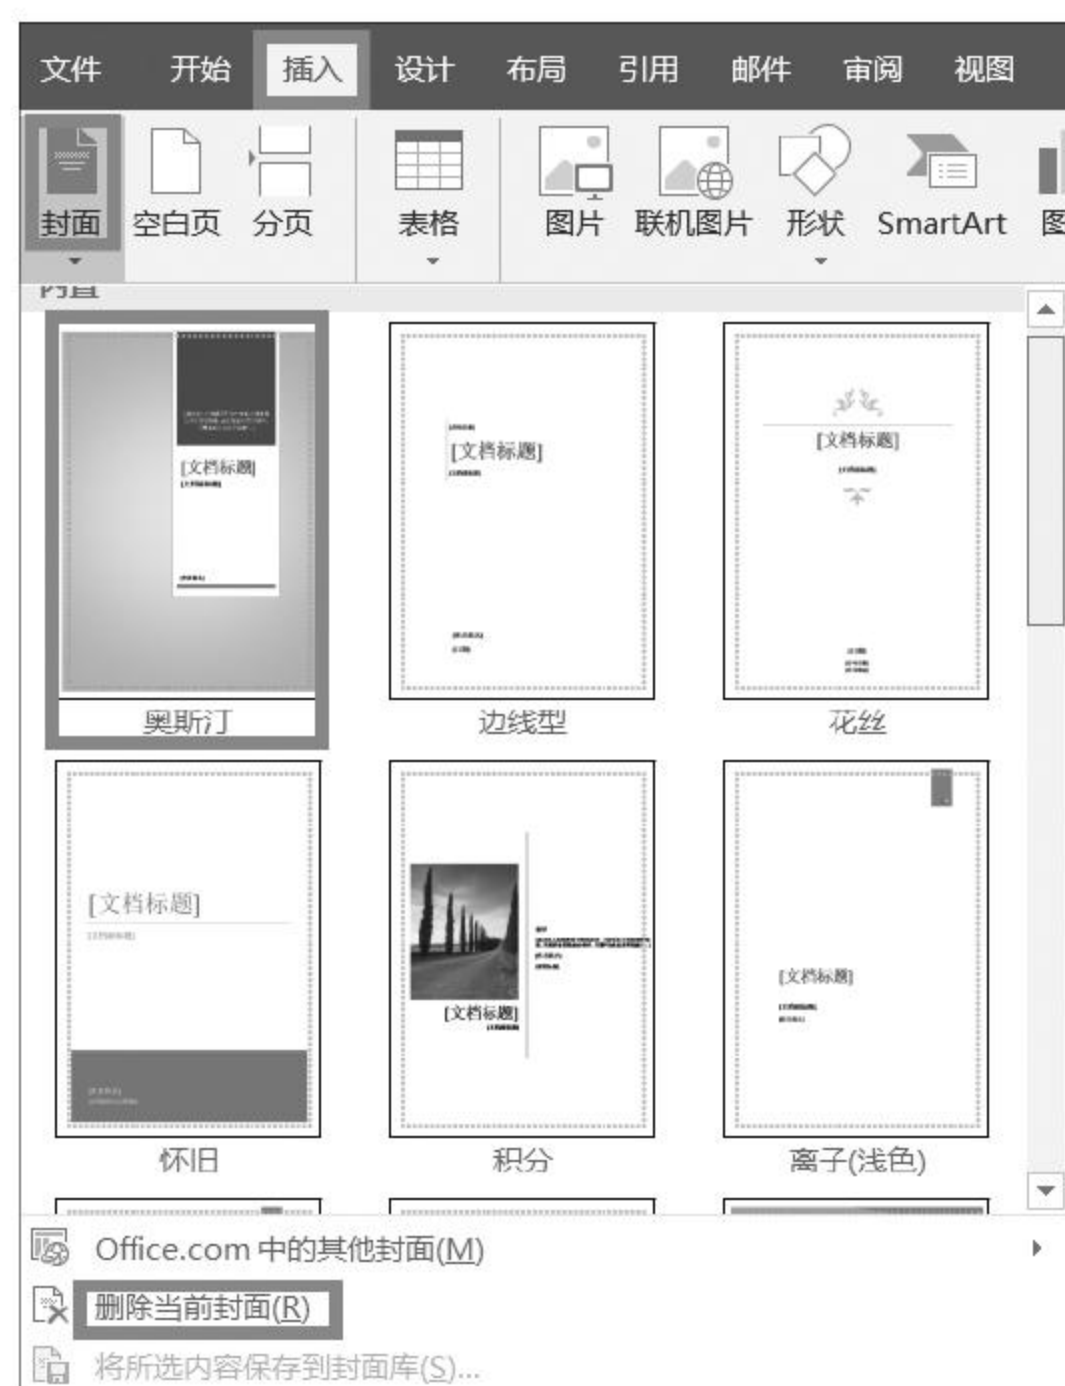 文件 开始 插入 设计 布局 引用 邮件 审阅 视图
封面 空白页 分页 表格 图片 联机图片 形状 SmartArt 图
内置
[文档标题] [文档标题] [文档标题]
奥斯汀 边线型 花丝
[文档标题] [文档标题] [文档标题]
怀旧 积分 离子(浅色)
Office.com 中的其他封面(M)
删除当前封面(R)
将所选内容保存到封面库(S)...